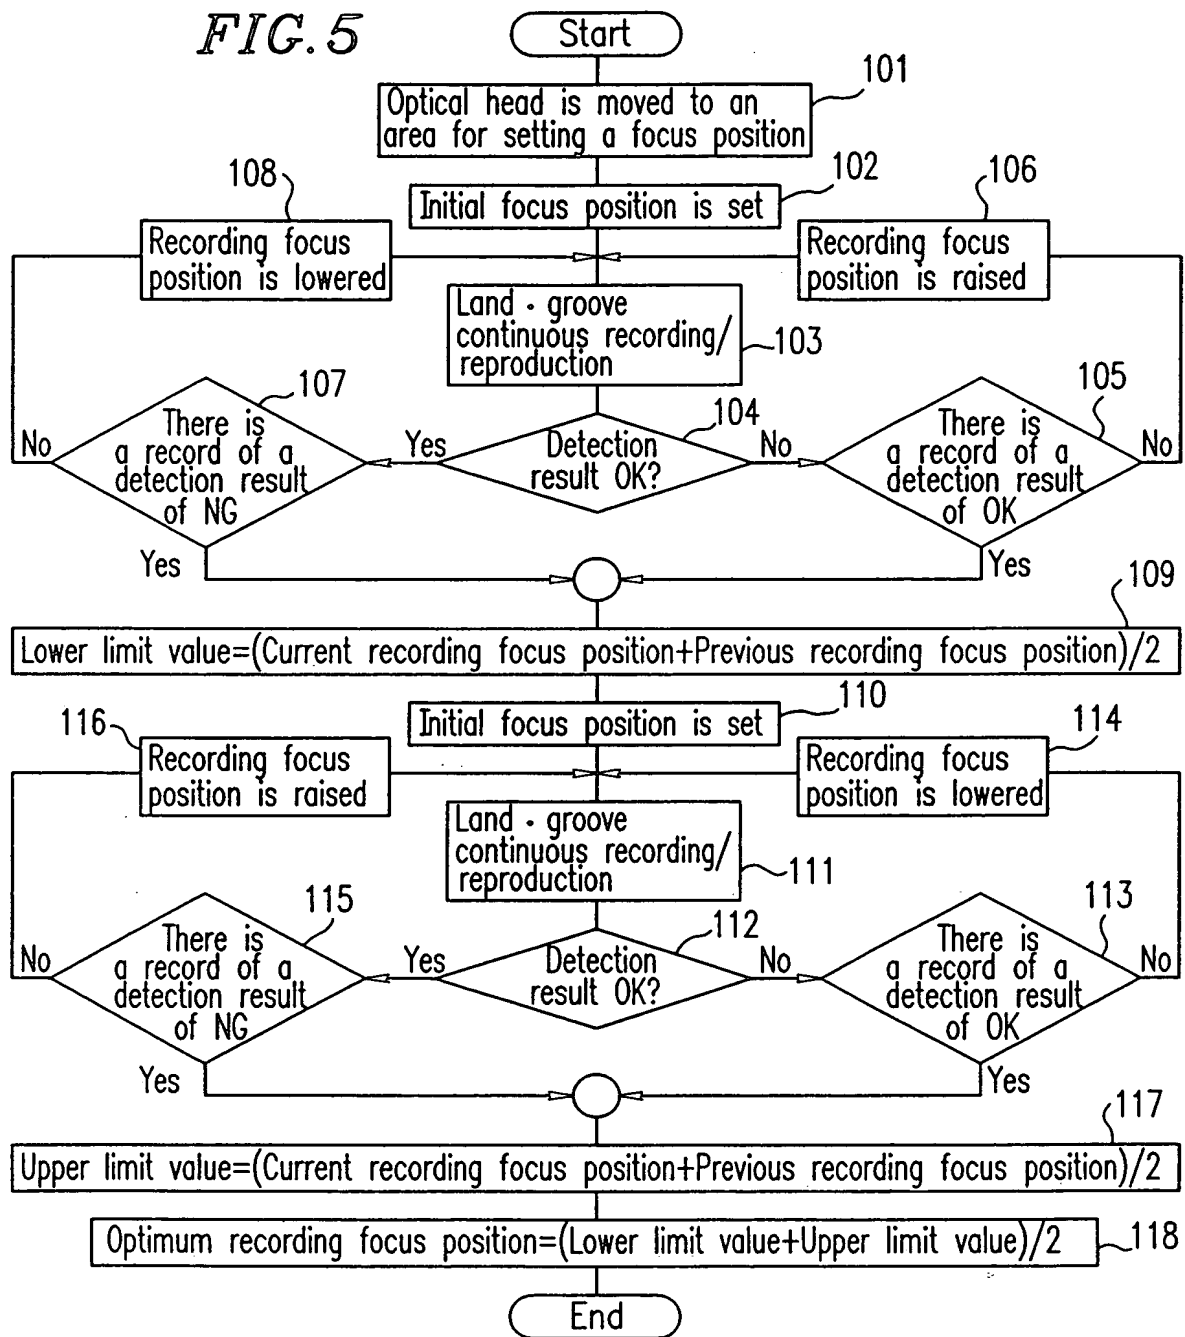 FIG. 5
Start
101
Optical head is moved to an
area for setting a focus position
102
Initial focus position is set
108
Recording focus
position is lowered
106
Recording focus
position is raised
Land · groove
continuous recording/
reproduction
103
107
There is
a record of a
detection result
of NG
No
Yes
Yes
104
Detection
result OK?
No
105
There is
a record of a
detection result
of OK
No
Yes
109
Lower limit value=(Current recording focus position+Previous recording focus position)/2
110
Initial focus position is set
116
Recording focus
position is raised
114
Recording focus
position is lowered
Land · groove
continuous recording/
reproduction
111
115
There is
a record of a
detection result
of NG
No
Yes
Yes
112
Detection
result OK?
No
113
There is
a record of a
detection result
of OK
No
Yes
117
Upper limit value=(Current recording focus position+Previous recording focus position)/2
Optimum recording focus position=(Lower limit value+Upper limit value)/2
118
End